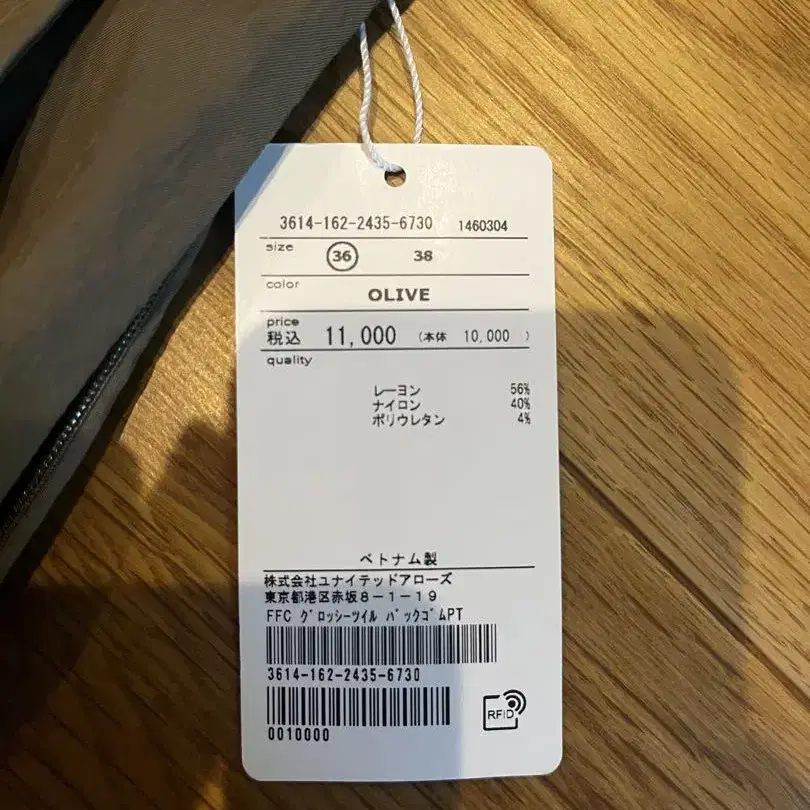 3614-162-2435-6730 1460304
size
36 38
color
OLIVE
price
税込 11,000 (本体 10,000 )
quality
レーヨン 56%
ナイロン 40%
ポリウレタン 4%
ベトナム製
株式会社ユナイテッドアローズ
東京都港区赤坂8-1-19
FFC グロッシーツイル バックゴムPT
3614-162-2435-6730
0010000
RFID